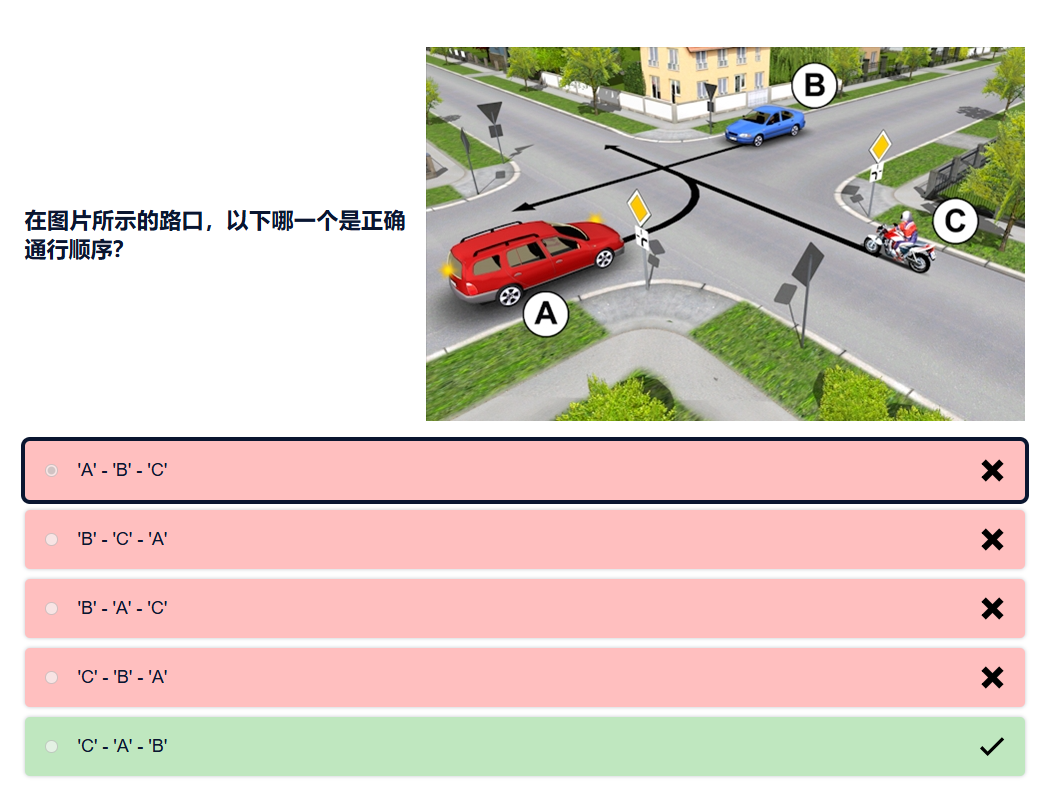 在图片所示的路口，以下哪一个是正确
通行顺序?
B
C
A
'A' - 'B' - 'C'
'B' - 'C' - 'A'
'B' - 'A' - 'C'
'C' - 'B' - 'A'
'C' - 'A' - 'B'